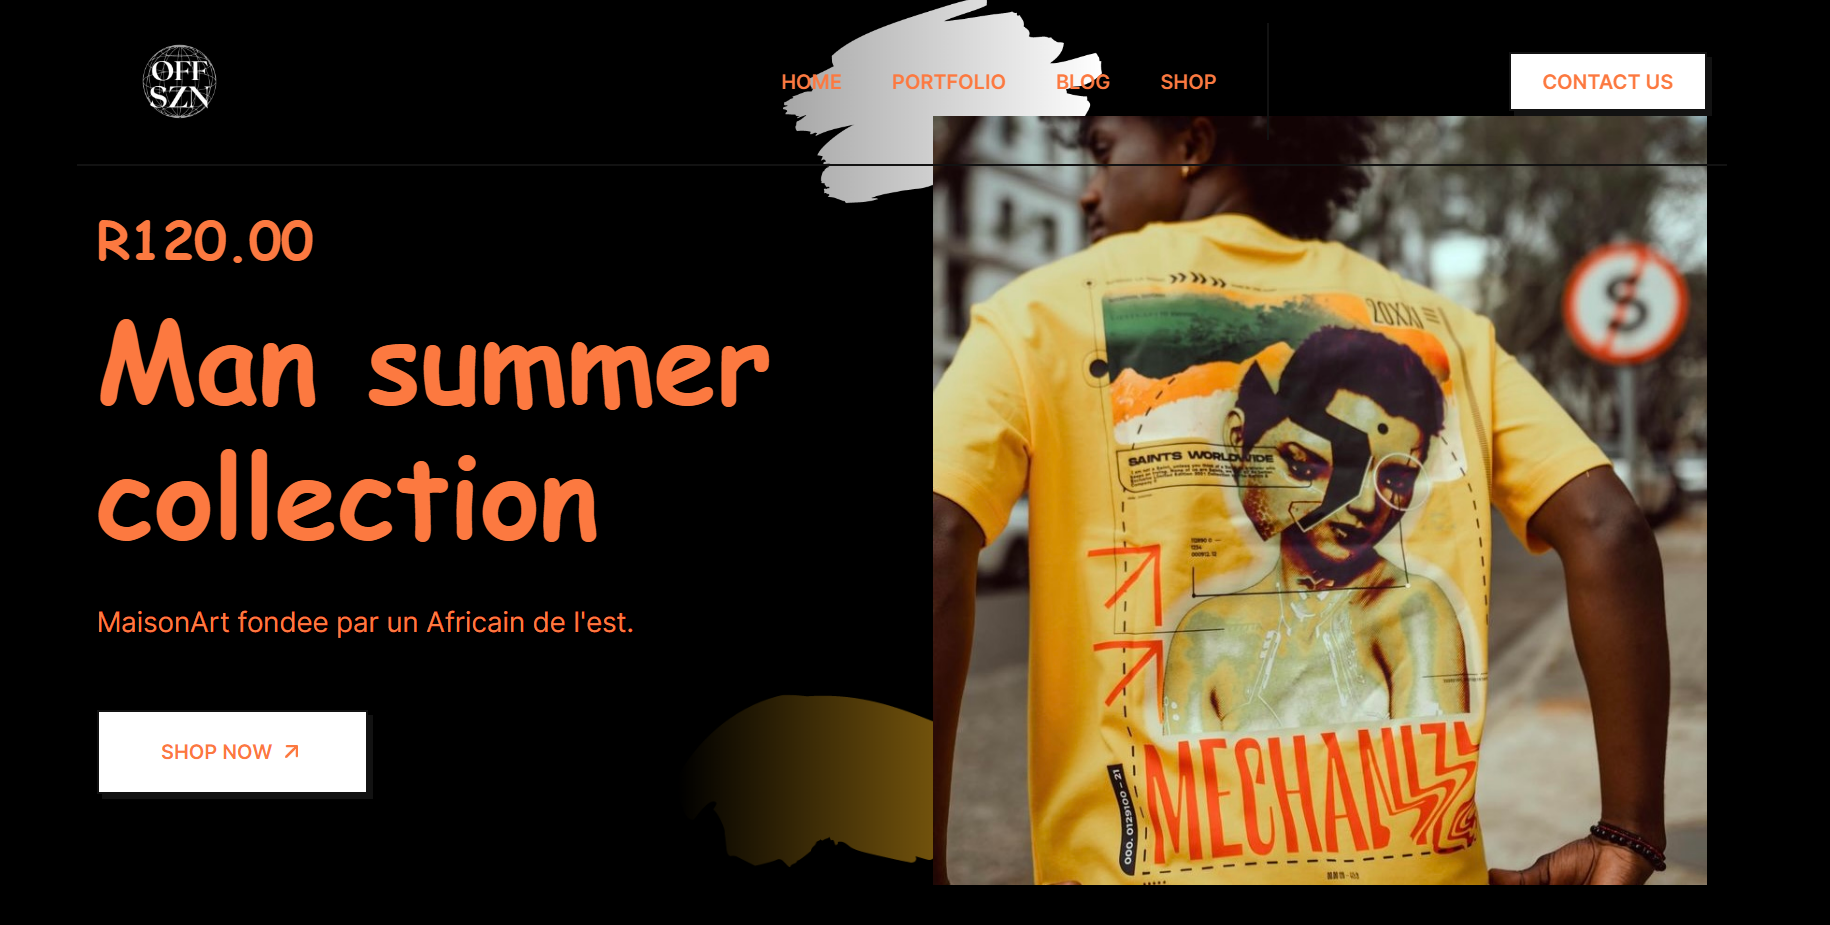 OFF
SZN
HOME PORTFOLIO BLOG SHOP
CONTACT US
R120.00
Man summer
collection
MaisonArt fondee par un Africain de l'est.
SHOP NOW
20XXI
S
SAINTS WORLDWIDE
MECHANIZ
000. 0129100 - 21